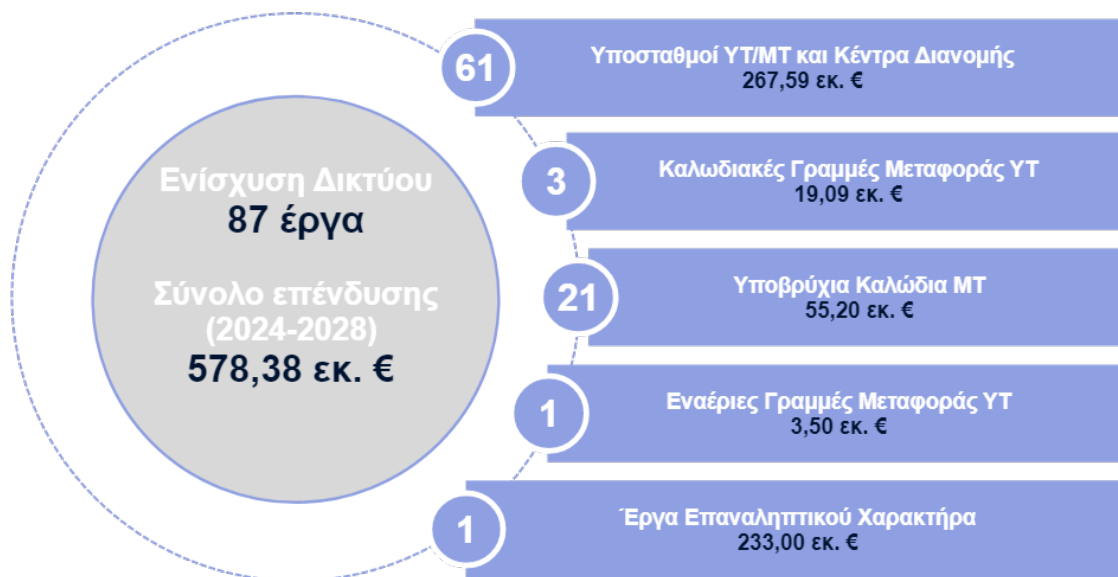 Ενίσχυση Δικτύου
87 έργα
Σύνολο επένδυσης
(2024-2028)
578,38 εκ. €
61
Υποσταθμοί ΥΤ/ΜΤ και Κέντρα Διανομής
267,59 εκ. €
3
Καλωδιακές Γραμμές Μεταφοράς ΥΤ
19,09 εκ. €
21
Υποβρύχια Καλώδια ΜΤ
55,20 εκ. €
1
Εναέριες Γραμμές Μεταφοράς ΥΤ
3,50 εκ. €
1
Έργα Επαναληπτικού Χαρακτήρα
233,00 εκ. €